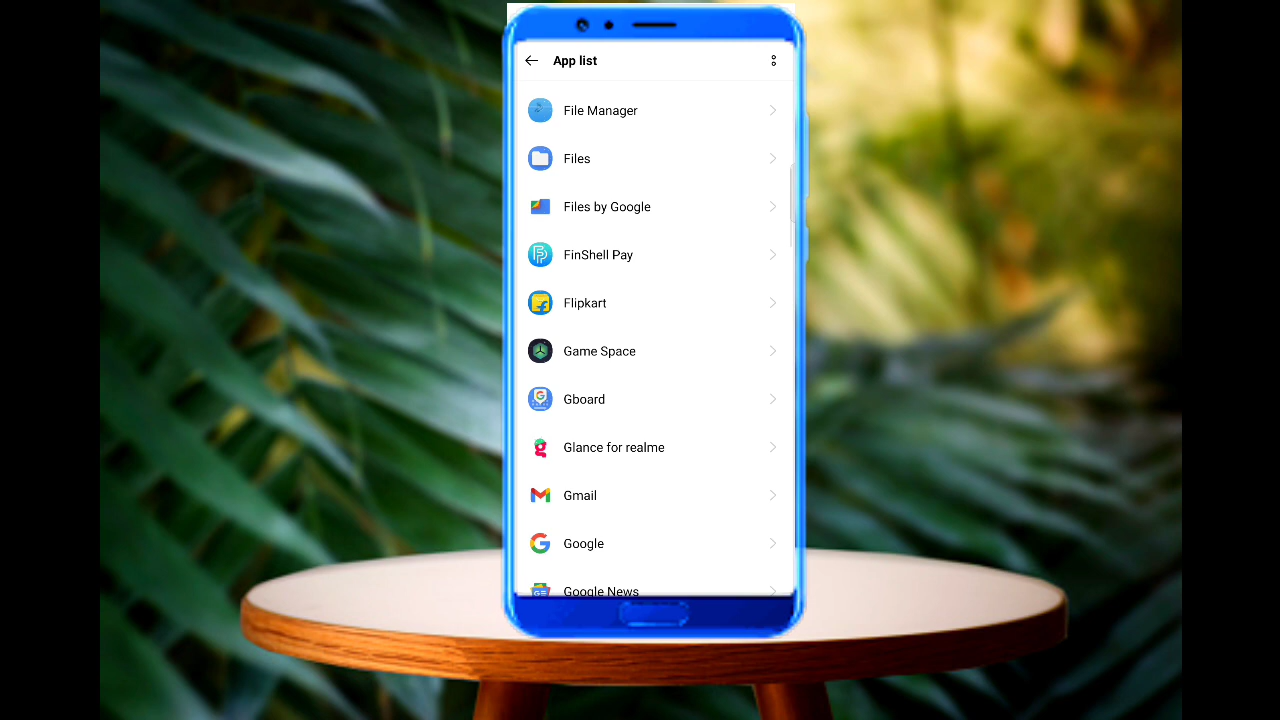 App list
File Manager
Files
Files by Google
FinShell Pay
Flipkart
Game Space
Gboard
Glance for realme
Gmail
Google
Google News